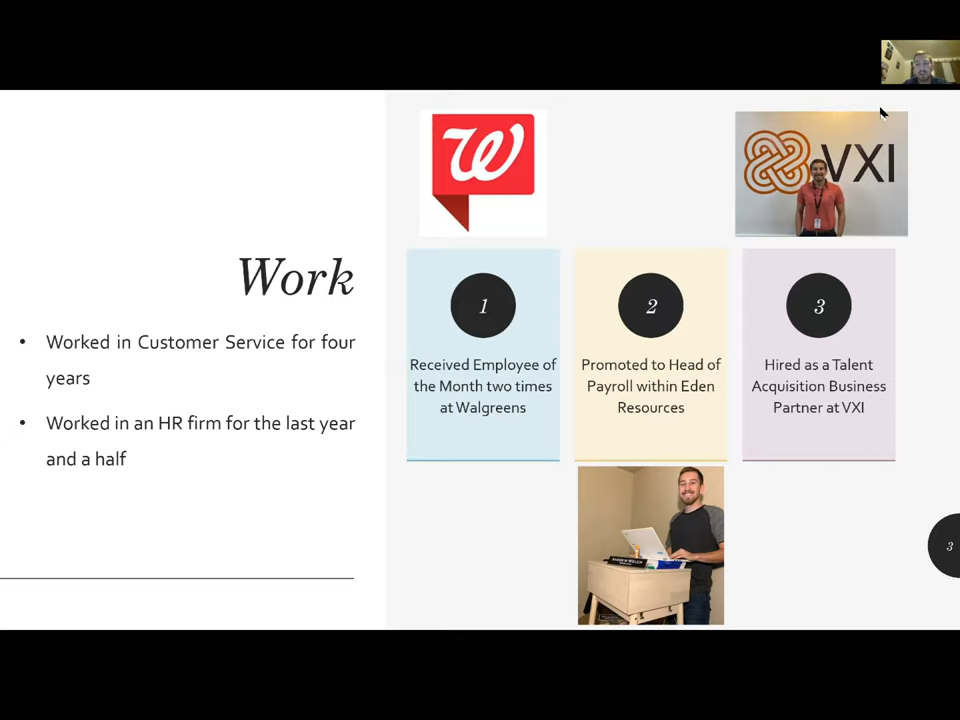 Work
• Worked in Customer Service for four
years
• Worked in an HR firm for the last year
and a half
W
VXI
1
Received Employee of
the Month two times
at Walgreens
2
Promoted to Head of
Payroll within Eden
Resources
3
Hired as a Talent
Acquisition Business
Partner at VXI
3